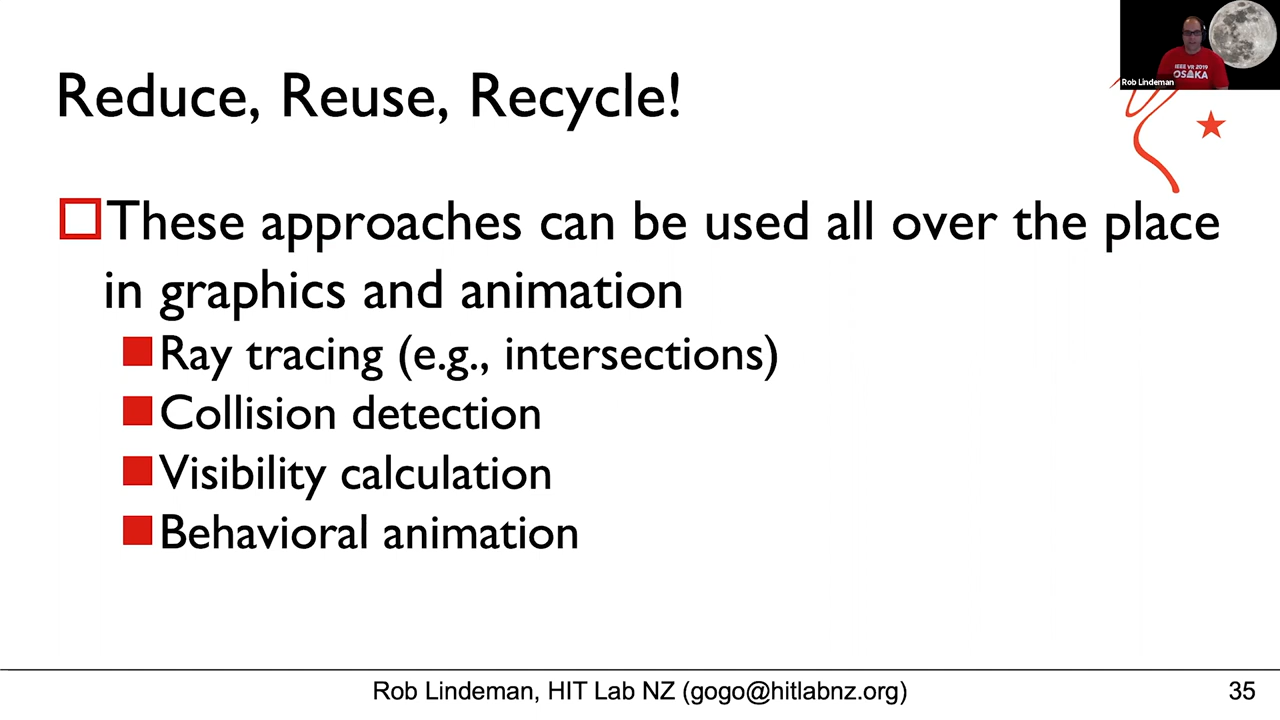 Reduce, Reuse, Recycle!
IEEE VR 2019
OSAKA
Rob Lindeman
These approaches can be used all over the place
in graphics and animation
Ray tracing (e.g., intersections)
Collision detection
Visibility calculation
Behavioral animation
Rob Lindeman, HIT Lab NZ (gogo@hitlabnz.org)
35